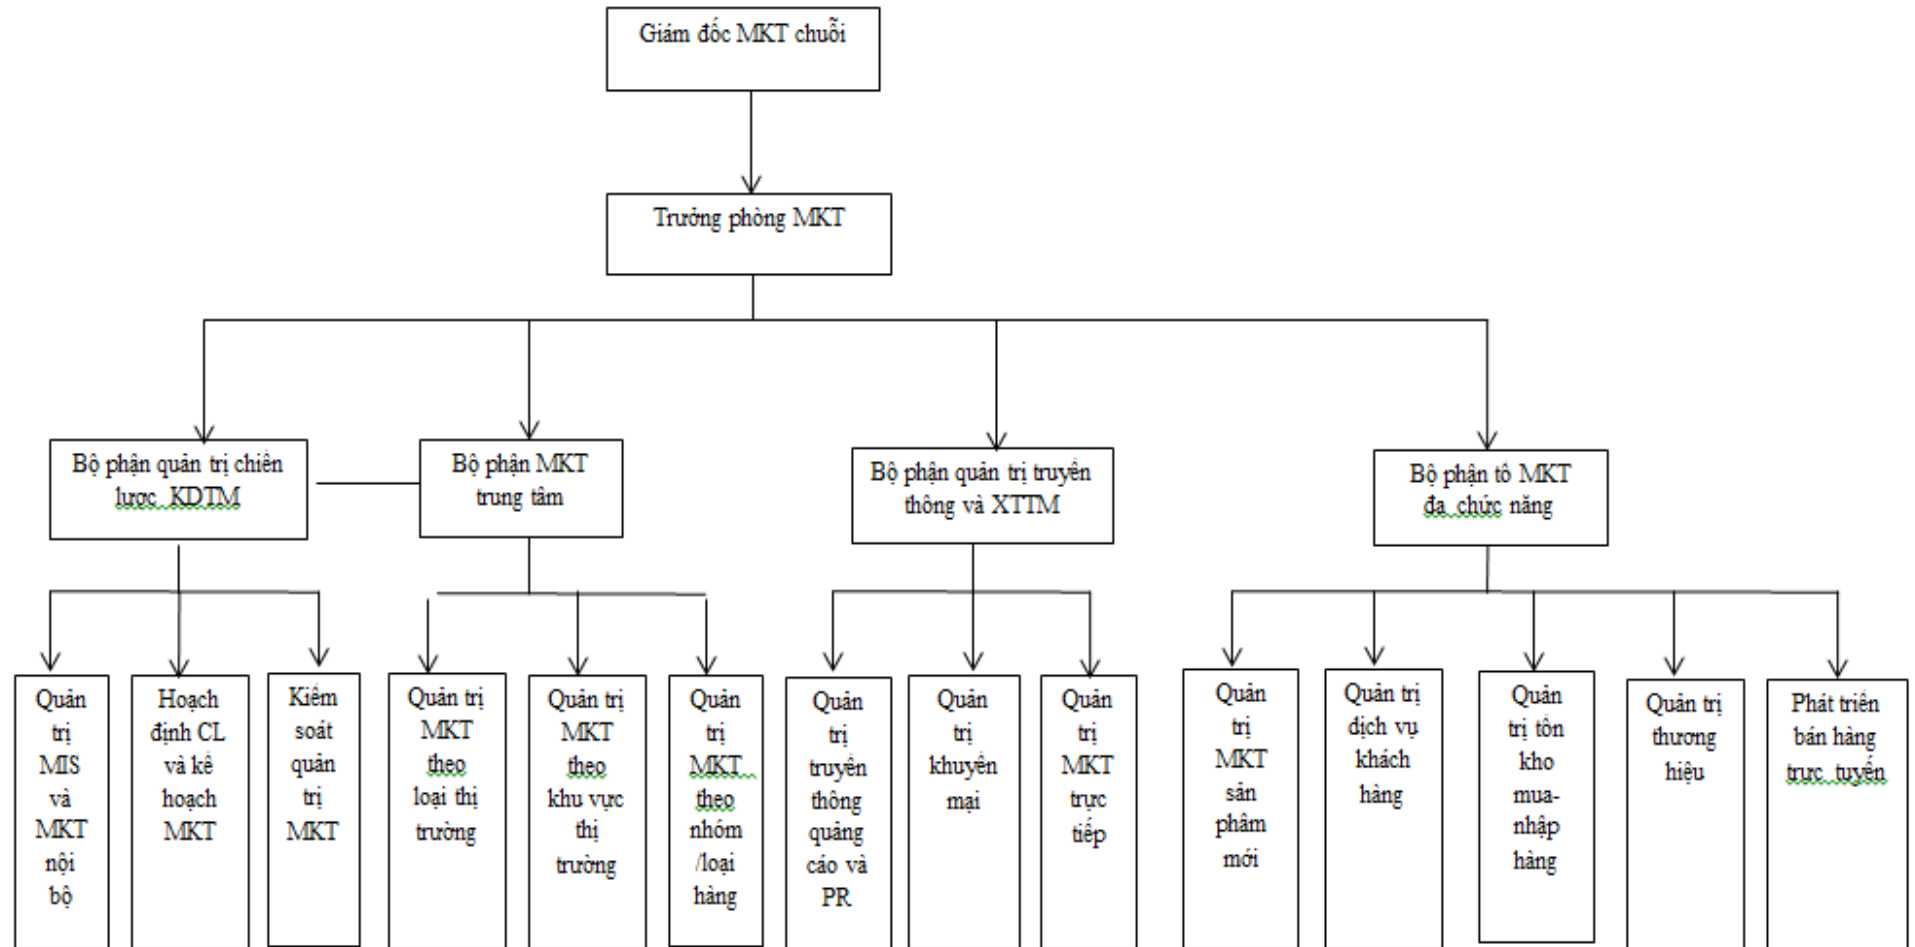 Giám đốc MKT chuỗi
Trưởng phòng MKT
Bộ phận quản trị chiến
lược KDTM
Bộ phận MKT
trung tâm
Bộ phận quản trị truyền
thông và XTTM
Bộ phận tổ MKT
đa chức năng
Quản
trị
MIS
và
MKT
nội
bộ
Hoạch
định CL
và kế
hoạch
MKT
Kiểm
soát
quản
trị
MKT
Quản trị
MKT
theo
loại thị
trường
Quản trị
MKT
theo
khu vực
thị
trường
Quản
trị
MKT
theo
nhóm
/loại
hàng
Quản
trị
truyền
thông
quảng
cáo và
PR
Quản
trị
khuyến
mại
Quản
trị
MKT
trực
tiếp
Quản
trị
MKT
sản
phẩm
mới
Quản trị
dịch vụ
khách
hàng
Quản
trị tồn
kho
mua-
nhập
hàng
Quản trị
thương
hiệu
Phát triển
bán hàng
trực tuyến